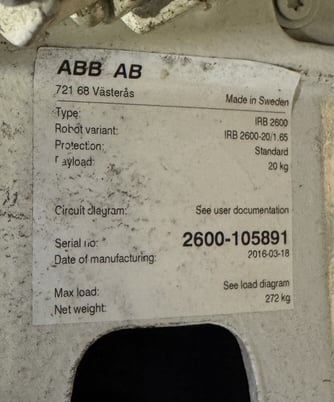 ABB AB
721 68 Västerås
Made in Sweden
Type: IRB 2600
Robot variant: IRB 2600-20/1.65
Protection: Standard
Payload: 20 kg
Circuit diagram: See user documentation
Serial no: 2600-105891
Date of manufacturing: 2016-03-18
Max load: See load diagram
Net weight: 272 kg